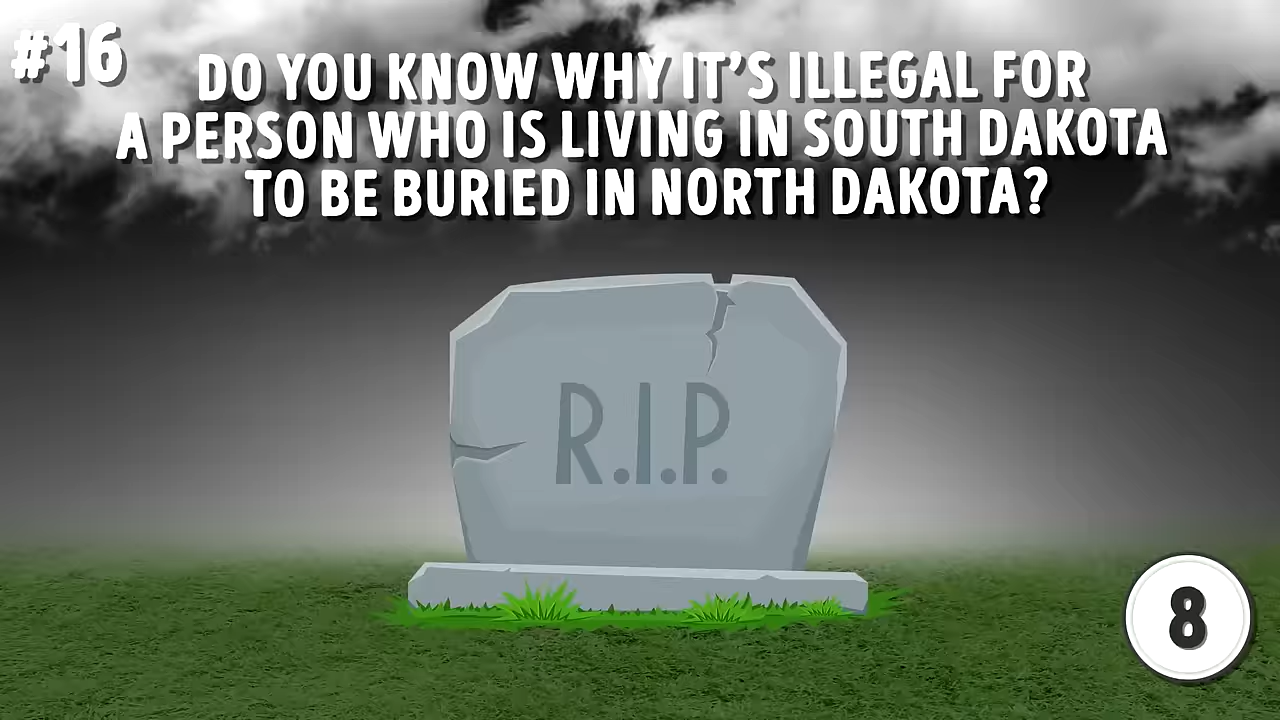 #16
DO YOU KNOW WHY IT'S ILLEGAL FOR
A PERSON WHO IS LIVING IN SOUTH DAKOTA
TO BE BURIED IN NORTH DAKOTA?
R.I.P.
8